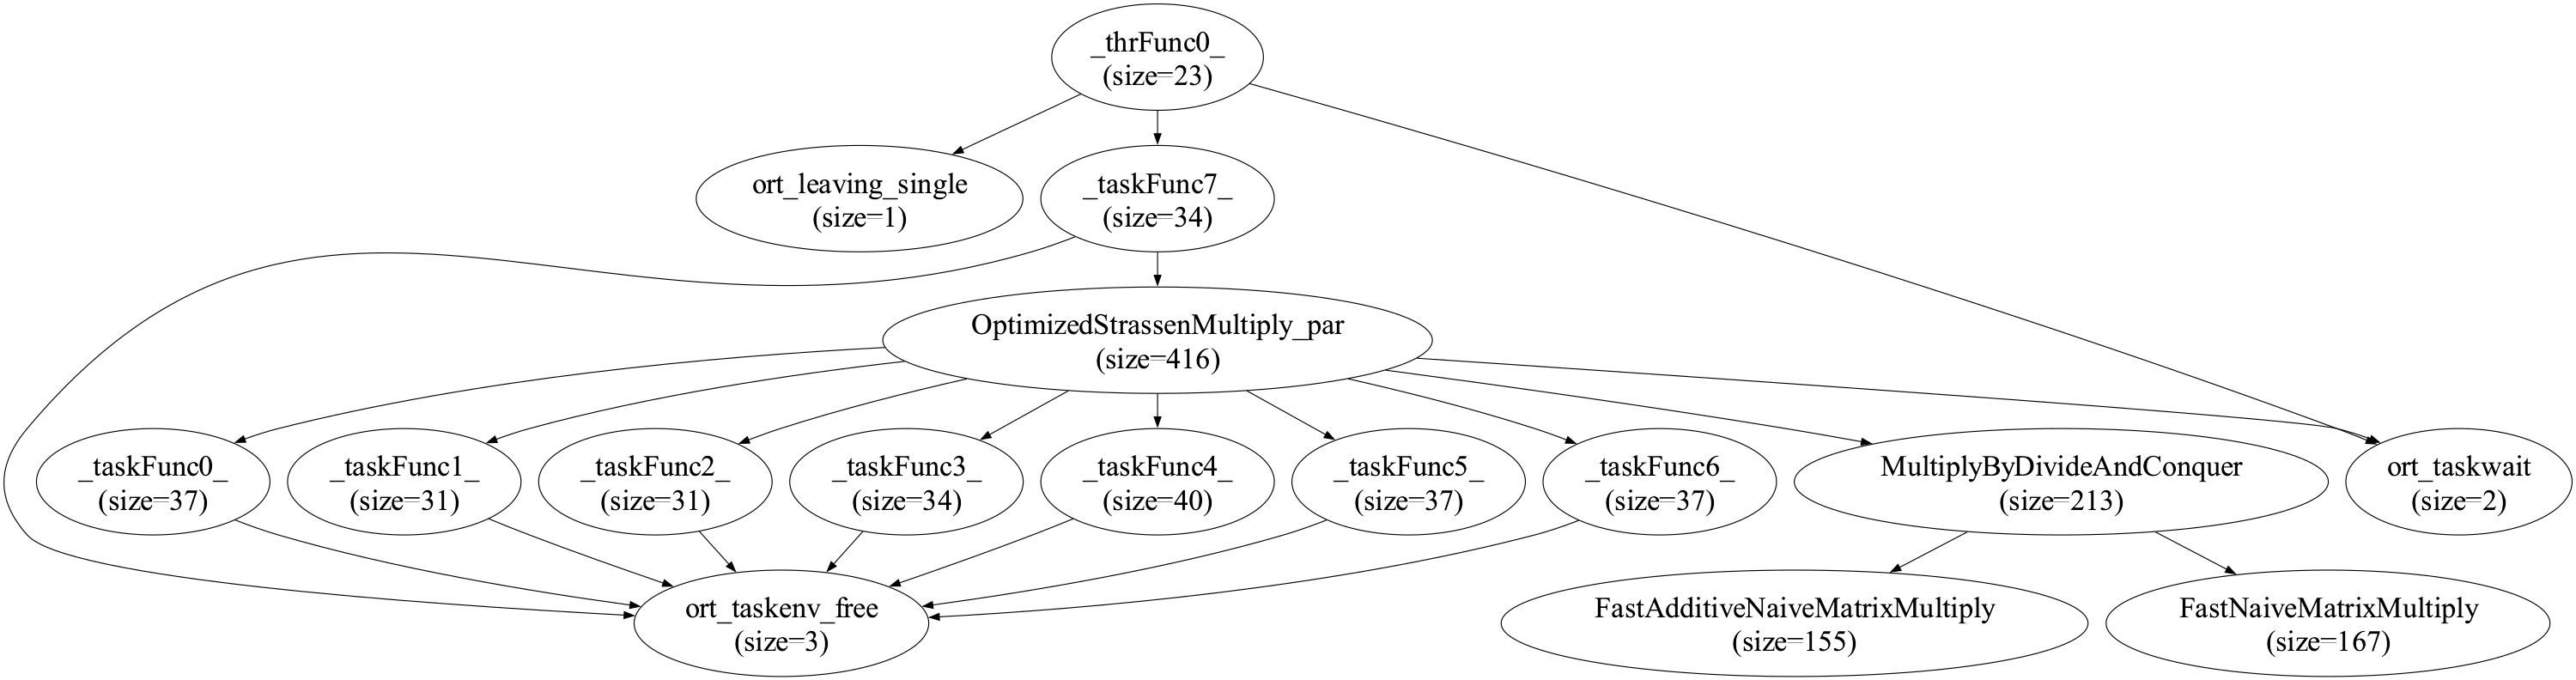 _thrFunc0_
(size=23)
ort_leaving_single
(size=1)
_taskFunc7_
(size=34)
OptimizedStrassenMultiply_par
(size=416)
_taskFunc0_
(size=37)
_taskFunc1_
(size=31)
_taskFunc2_
(size=31)
_taskFunc3_
(size=34)
_taskFunc4_
(size=40)
_taskFunc5_
(size=37)
_taskFunc6_
(size=37)
MultiplyByDivideAndConquer
(size=213)
ort_taskwait
(size=2)
ort_taskenv_free
(size=3)
FastAdditiveNaiveMatrixMultiply
(size=155)
FastNaiveMatrixMultiply
(size=167)